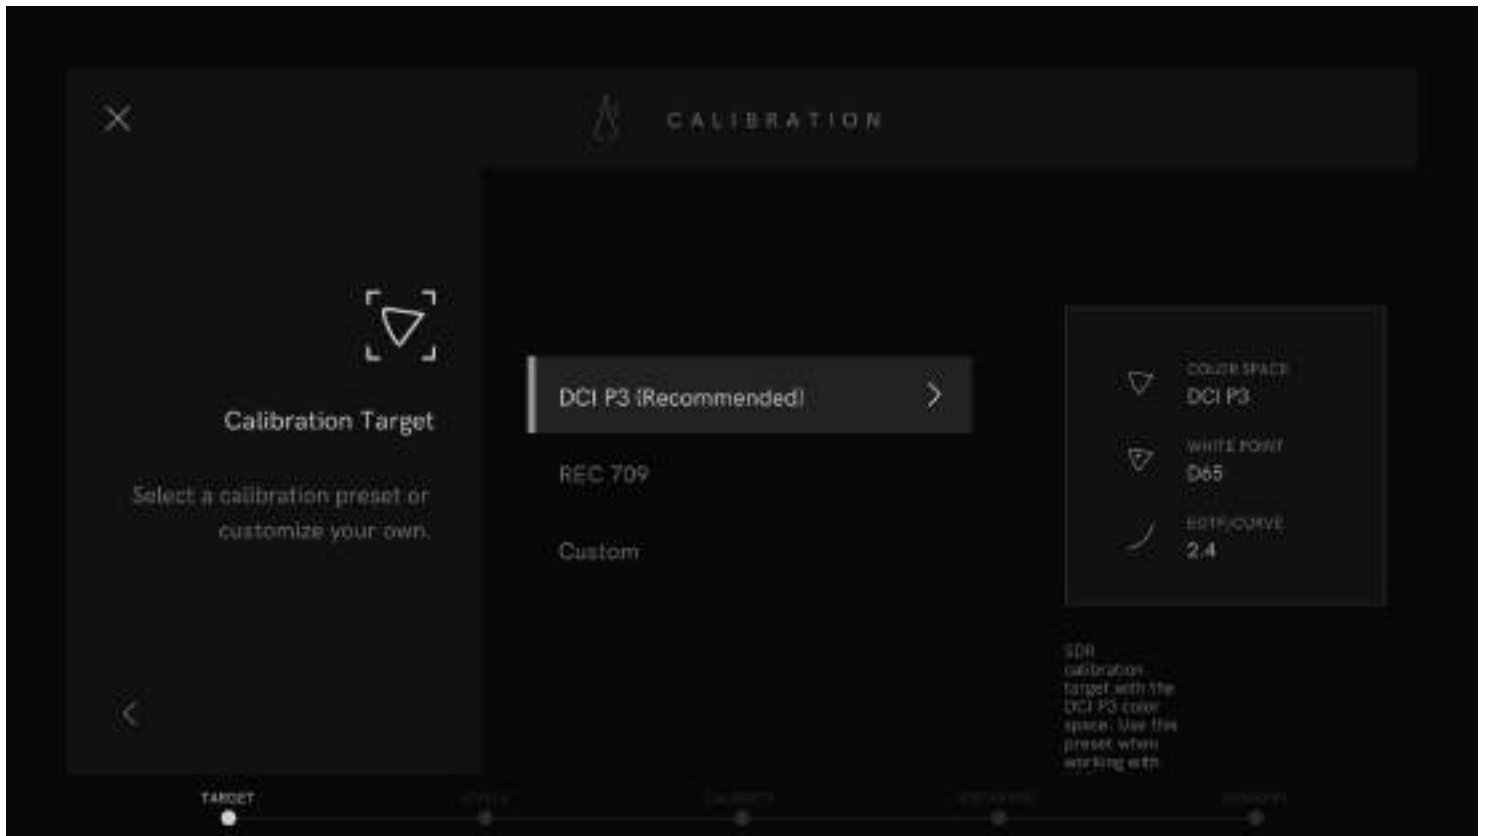 CALIBRATION
Calibration Target
Select a calibration preset or
customize your own.
DCI P3 (Recommended)
REC 709
Custom
COLOR SPACE
DCI P3
WHITE POINT
D65
EOTF/CURVE
2.4
SDR
calibration
target with the
DCI P3 color
space. Use this
preset when
working with
TARGET